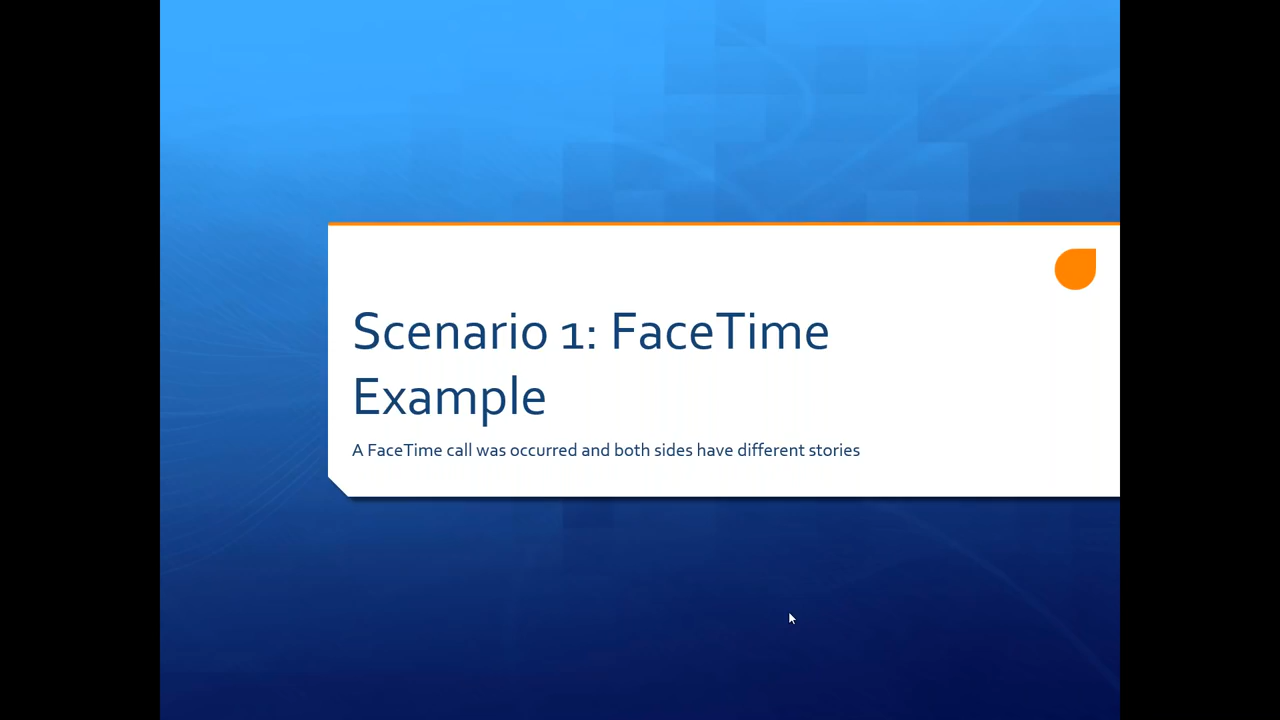 Scenario 1: FaceTime
Example
A FaceTime call was occurred and both sides have different stories